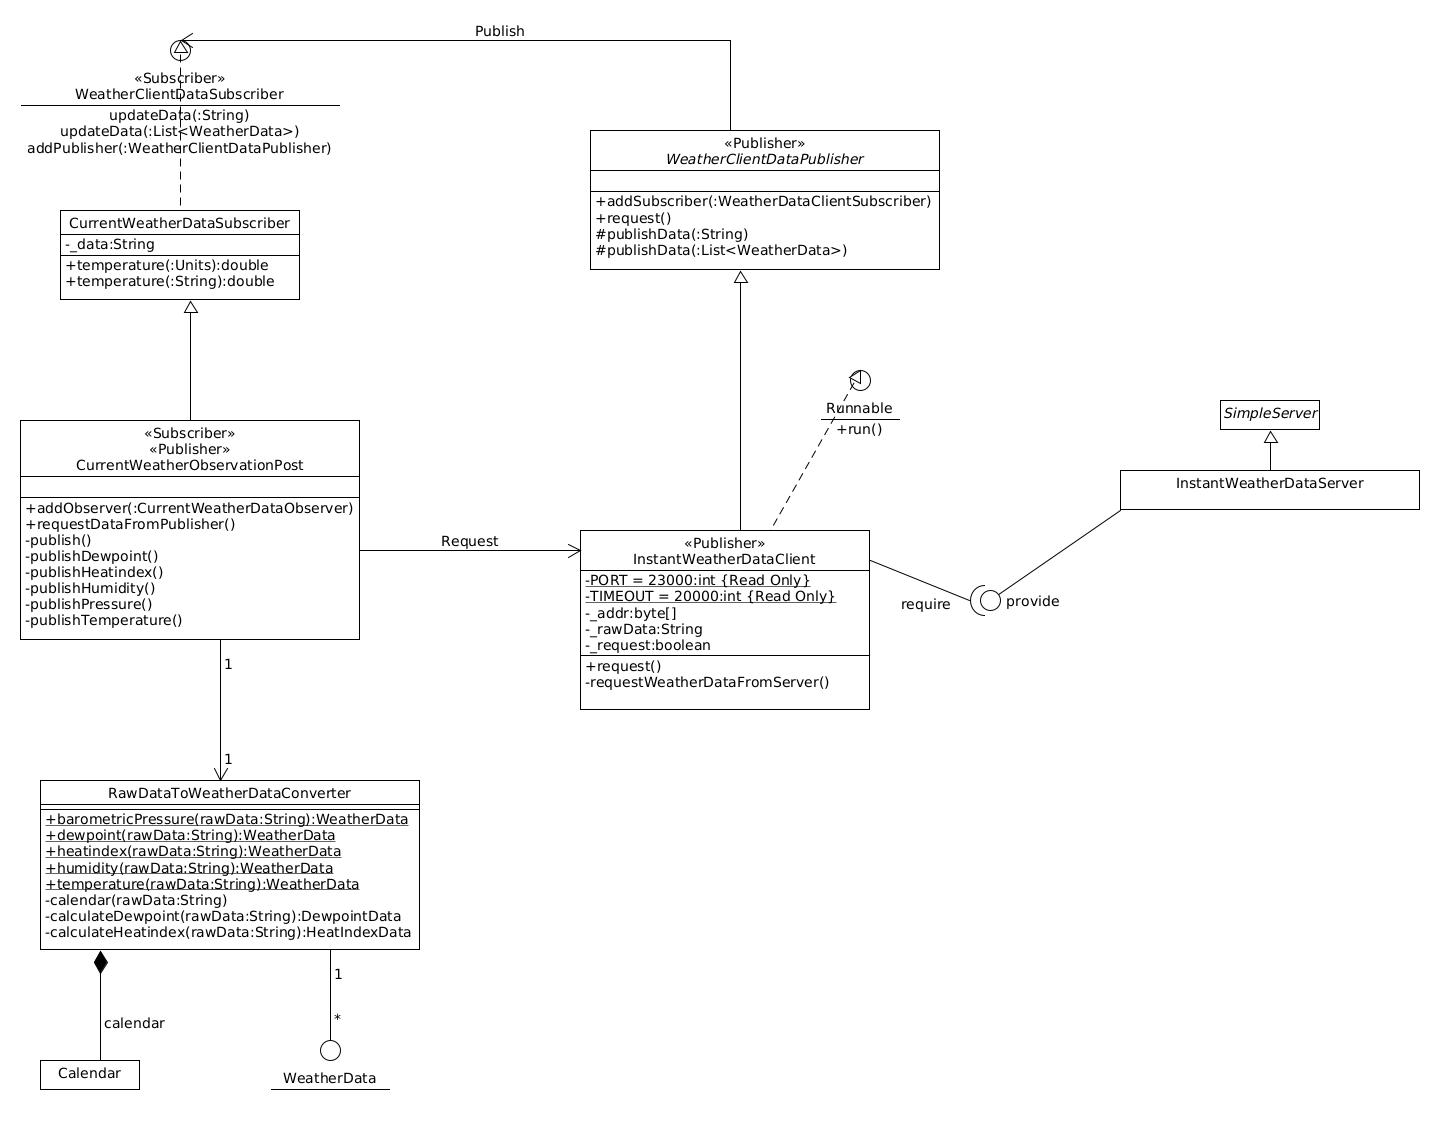 Publish
«Subscriber»
WeatherClientDataSubscriber
updateData(:String)
updateData(:List<WeatherData>)
addPublisher(:WeatherClientDataPublisher)
«Publisher»
WeatherClientDataPublisher
+addSubscriber(:WeatherDataClientSubscriber)
+request()
#publishData(:String)
#publishData(:List<WeatherData>)
CurrentWeatherDataSubscriber
-_data:String
+temperature(:Units):double
+temperature(:String):double
Runnable
+run()
SimpleServer
InstantWeatherDataServer
«Subscriber»
«Publisher»
CurrentWeatherObservationPost
+addObserver(:CurrentWeatherDataObserver)
+requestDataFromPublisher()
-publish()
-publishDewpoint()
-publishHeatindex()
-publishHumidity()
-publishPressure()
-publishTemperature()
Request
«Publisher»
InstantWeatherDataClient
-PORT = 23000:int {Read Only}
-TIMEOUT = 20000:int {Read Only}
-_addr:byte[]
-_rawData:String
-_request:boolean
+request()
-requestWeatherDataFromServer()
require
provide
1
1
RawDataToWeatherDataConverter
+barometricPressure(rawData:String):WeatherData
+dewpoint(rawData:String):WeatherData
+heatindex(rawData:String):WeatherData
+humidity(rawData:String):WeatherData
+temperature(rawData:String):WeatherData
-calendar(rawData:String)
-calculateDewpoint(rawData:String):DewpointData
-calculateHeatindex(rawData:String):HeatIndexData
1
*
calendar
Calendar
WeatherData